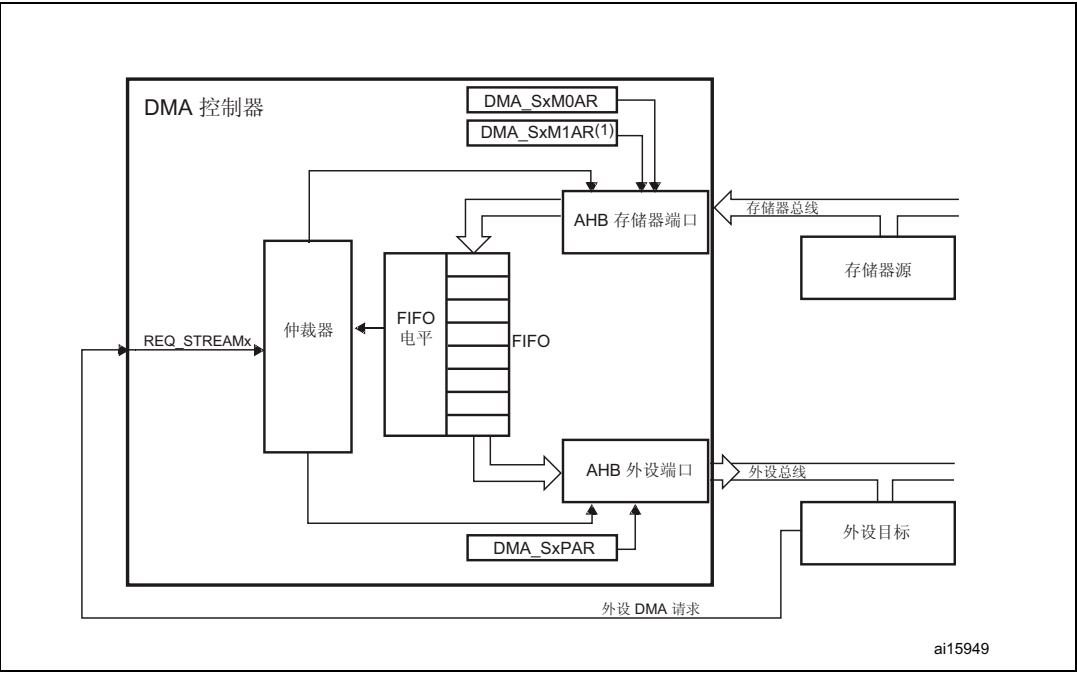 DMA 控制器
DMA_SxM0AR
DMA_SxM1AR(1)
AHB 存储器端口
存储器总线
存储器源
仲裁器
FIFO
电平
FIFO
REQ_STREAMx
AHB 外设端口
外设总线
外设目标
DMA_SxPAR
外设 DMA 请求
ai15949